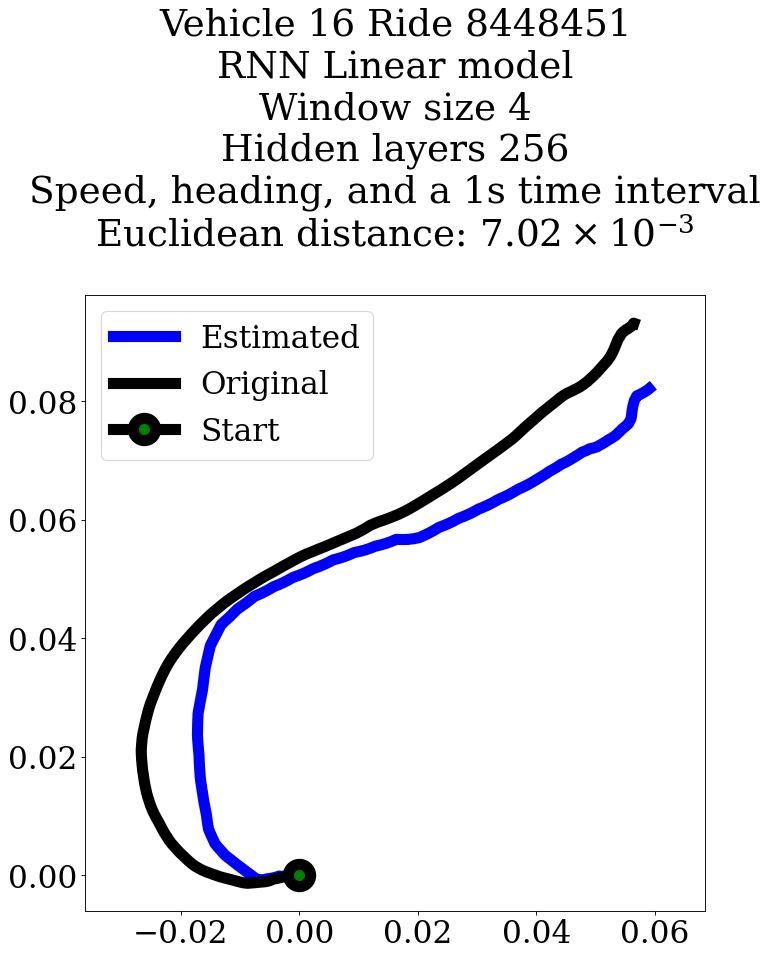 Vehicle 16 Ride 8448451
RNN Linear model
Window size 4
Hidden layers 256
Speed, heading, and a 1s time interval
Euclidean distance: 7.02 × 10⁻³
Estimated
Original
Start
0.08
0.06
0.04
0.02
0.00
−0.02 0.00 0.02 0.04 0.06